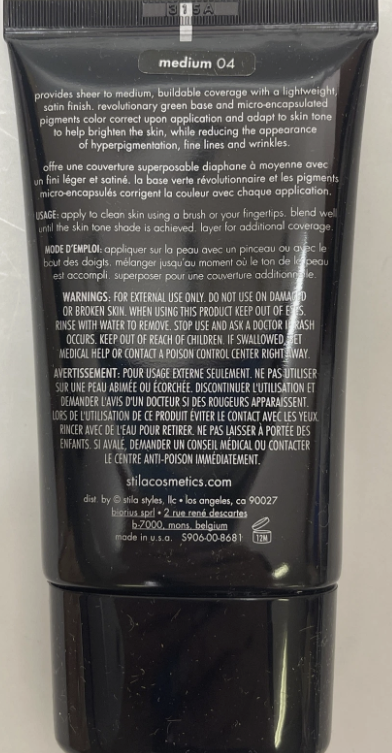 315A
medium 04
provides sheer to medium, buildable coverage with a lightweight,
satin finish. revolutionary green base and micro-encapsulated
pigments color correct upon application and adapt to skin tone
to help brighten the skin, while reducing the appearance
of hyperpigmentation, fine lines and wrinkles.
offre une couverture superposable diaphane à moyenne avec
un fini léger et satiné. la base verte révolutionnaire et les pigments
micro-encapsulés corrigent la couleur avec chaque application.
USAGE: apply to clean skin using a brush or your fingertips. blend well
until the skin tone shade is achieved. layer for additional coverage.
MODE D'EMPLOI: appliquer sur la peau avec un pinceau ou avec le
bout des doigts. mélanger jusqu'au moment où le ton de le peau
est accompli. superposer pour une couverture additionnelle.
WARNINGS: FOR EXTERNAL USE ONLY. DO NOT USE ON DAMAGED
OR BROKEN SKIN. WHEN USING THIS PRODUCT KEEP OUT OF EYES.
RINSE WITH WATER TO REMOVE. STOP USE AND ASK A DOCTOR IF RASH
OCCURS. KEEP OUT OF REACH OF CHILDREN. IF SWALLOWED, GET
MEDICAL HELP OR CONTACT A POISON CONTROL CENTER RIGHT AWAY.
AVERTISSEMENT: POUR USAGE EXTERNE SEULEMENT. NE PAS UTILISER
SUR UNE PEAU ABIMÉE OU ÉCORCHÉE. DISCONTINUER L'UTILISATION ET
DEMANDER L'AVIS D'UN DOCTEUR SI DES ROUGEURS APPARAISSENT.
LORS DE L'UTILISATION DE CE PRODUIT ÉVITER LE CONTACT AVEC LES YEUX.
RINCER AVEC DE L'EAU POUR RETIRER. NE PAS LAISSER À PORTÉE DES
ENFANTS. SI AVALÉ, DEMANDER UN CONSEIL MÉDICAL OU CONTACTER
LE CENTRE ANTI-POISON IMMÉDIATEMENT.
stilacosmetics.com
dist. by © stila styles, llc • los angeles, ca 90027
biorius sprl • 2 rue rené descartes
b-7000, mons, belgium
made in u.s.a. S906-00-8681 12M